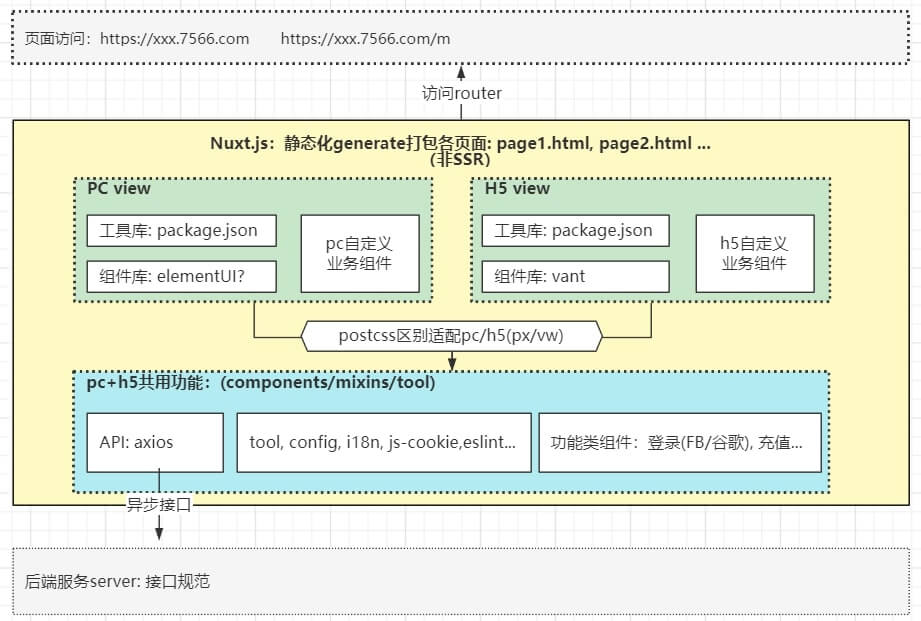 页面访问：https://xxx.7566.com https://xxx.7566.com/m
访问router
Nuxt.js：静态化generate打包各页面: page1.html, page2.html ...
(非SSR)
PC view
工具库: package.json
组件库: elementUI?
pc自定义
业务组件
H5 view
工具库: package.json
组件库: vant
h5自定义
业务组件
postcss区别适配pc/h5(px/vw)
pc+h5共用功能：(components/mixins/tool)
API: axios
tool, config, i18n, js-cookie,eslint...
功能类组件：登录(FB/谷歌), 充值...
异步接口
后端服务server: 接口规范